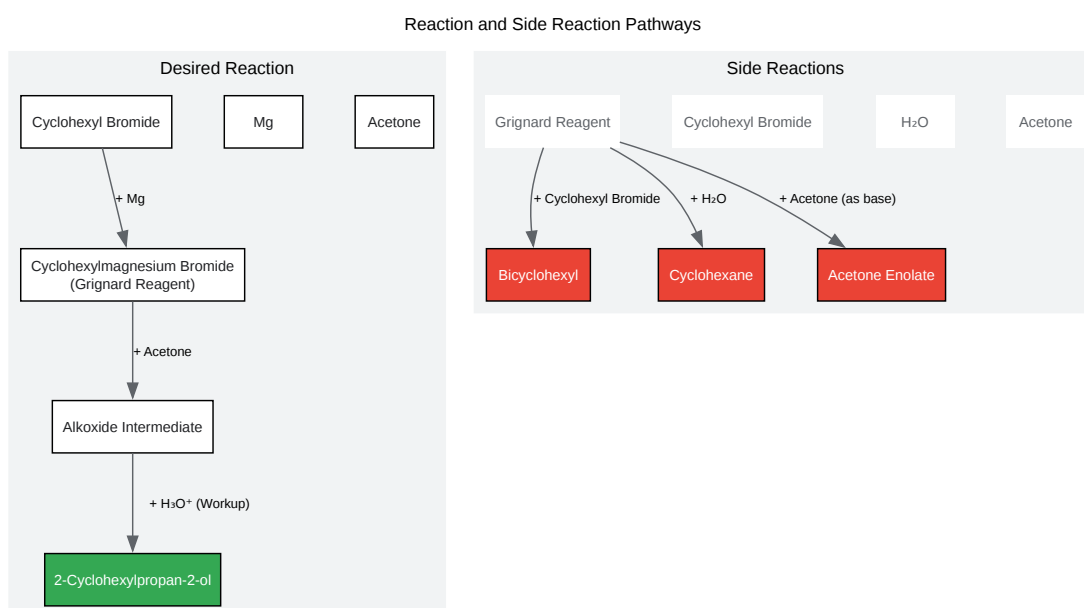 Reaction and Side Reaction Pathways
Desired Reaction
Cyclohexyl Bromide
Mg
Acetone
+ Mg
Cyclohexylmagnesium Bromide
(Grignard Reagent)
+ Acetone
Alkoxide Intermediate
+ H₃O⁺ (Workup)
2-Cyclohexylpropan-2-ol
Side Reactions
Grignard Reagent
Cyclohexyl Bromide
H₂O
Acetone
+ Cyclohexyl Bromide
+ H₂O
+ Acetone (as base)
Bicyclohexyl
Cyclohexane
Acetone Enolate